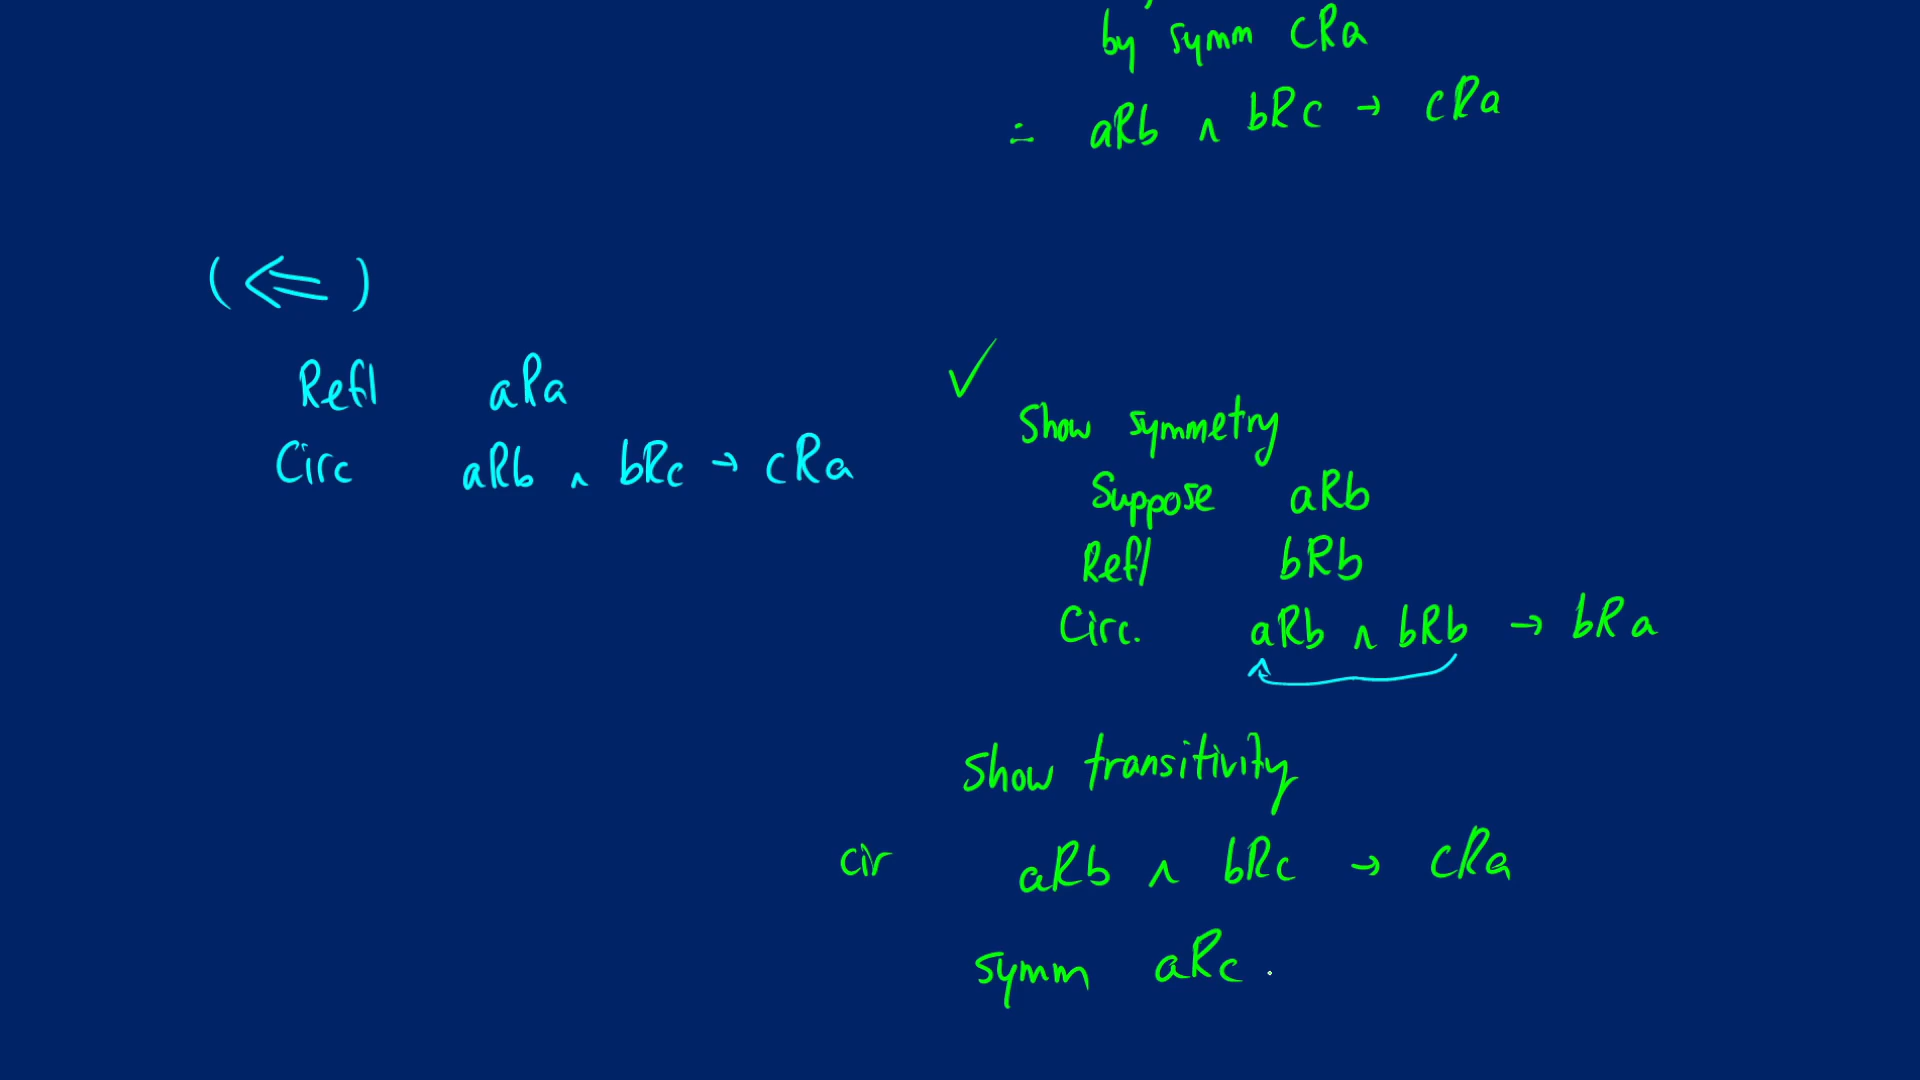 by symm cRa
∴ aRb ∧ bRc → cRa
(⇐)
Refl aRa
Circ aRb ∧ bRc → cRa
✓
Show symmetry
Suppose aRb
Refl bRb
Circ. aRb ∧ bRb → bRa
Show transitivity
cir aRb ∧ bRc → cRa
symm aRc.